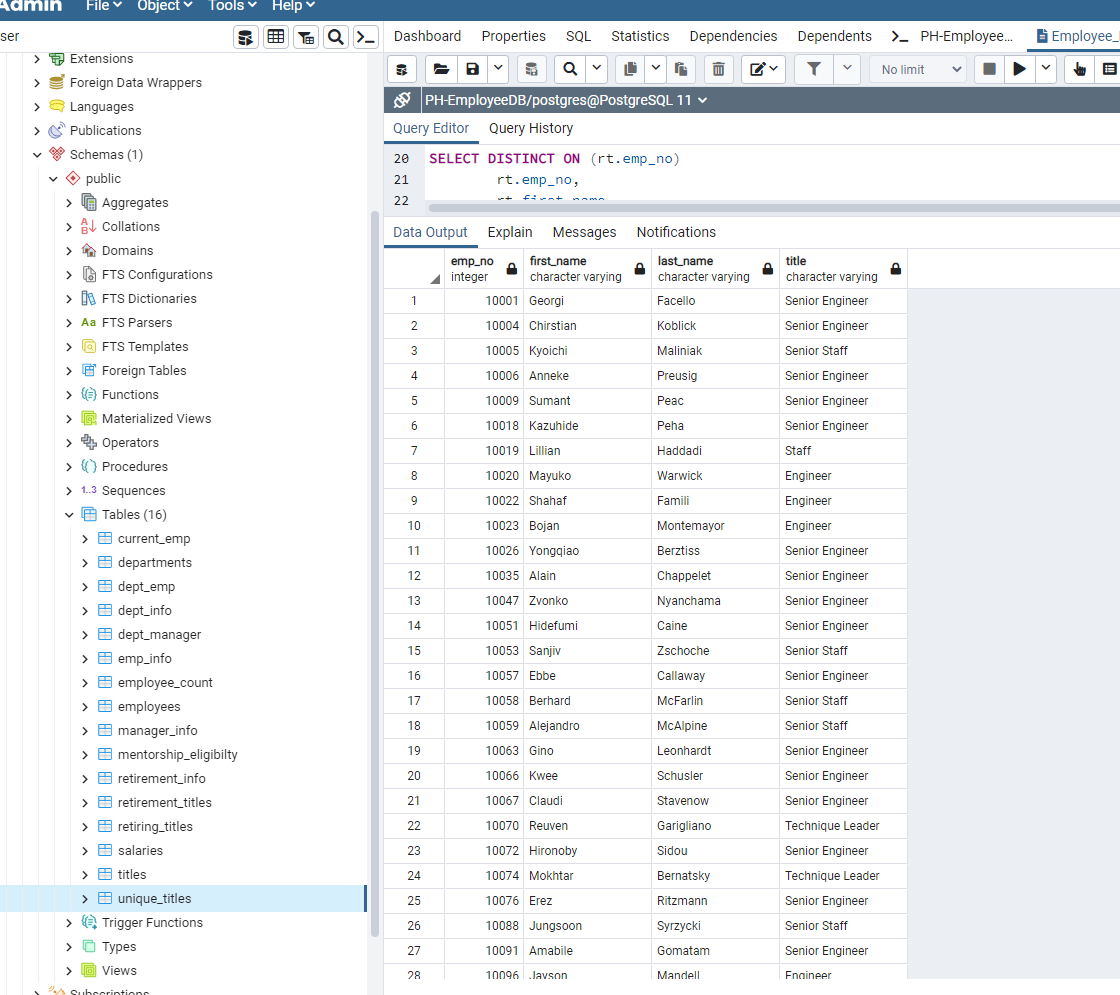 Admin File Object Tools Help
ser
Dashboard Properties SQL Statistics Dependencies Dependents PH-Employee... Employee_
No limit
PH-EmployeeDB/postgres@PostgreSQL 11
Query Editor Query History
20 SELECT DISTINCT ON (rt.emp_no)
21 rt.emp_no,
22 rt.first_name
Extensions
Foreign Data Wrappers
Languages
Publications
Schemas (1)
public
Aggregates
Collations
Domains
FTS Configurations
FTS Dictionaries
Aa FTS Parsers
FTS Templates
Foreign Tables
Functions
Materialized Views
Operators
Procedures
1..3 Sequences
Tables (16)
current_emp
departments
dept_emp
dept_info
dept_manager
emp_info
employee_count
employees
manager_info
mentorship_eligibilty
retirement_info
retirement_titles
retiring_titles
salaries
titles
unique_titles
Trigger Functions
Types
Views
Subscriptions
Data Output Explain Messages Notifications
emp_no first_name last_name title
integer character varying character varying character varying
1 10001 Georgi Facello Senior Engineer
2 10004 Chirstian Koblick Senior Engineer
3 10005 Kyoichi Maliniak Senior Staff
4 10006 Anneke Preusig Senior Engineer
5 10009 Sumant Peac Senior Engineer
6 10018 Kazuhide Peha Senior Engineer
7 10019 Lillian Haddadi Staff
8 10020 Mayuko Warwick Engineer
9 10022 Shahaf Famili Engineer
10 10023 Bojan Montemayor Engineer
11 10026 Yongqiao Berztiss Senior Engineer
12 10035 Alain Chappelet Senior Engineer
13 10047 Zvonko Nyanchama Senior Engineer
14 10051 Hidefumi Caine Senior Engineer
15 10053 Sanjiv Zschoche Senior Staff
16 10057 Ebbe Callaway Senior Engineer
17 10058 Berhard McFarlin Senior Staff
18 10059 Alejandro McAlpine Senior Staff
19 10063 Gino Leonhardt Senior Engineer
20 10066 Kwee Schusler Senior Engineer
21 10067 Claudi Stavenow Senior Engineer
22 10070 Reuven Garigliano Technique Leader
23 10072 Hironoby Sidou Senior Engineer
24 10074 Mokhtar Bernatsky Technique Leader
25 10076 Erez Ritzmann Senior Engineer
26 10088 Jungsoon Syrzycki Senior Staff
27 10091 Amabile Gomatam Senior Engineer
28 10096 Jayson Mandell Engineer